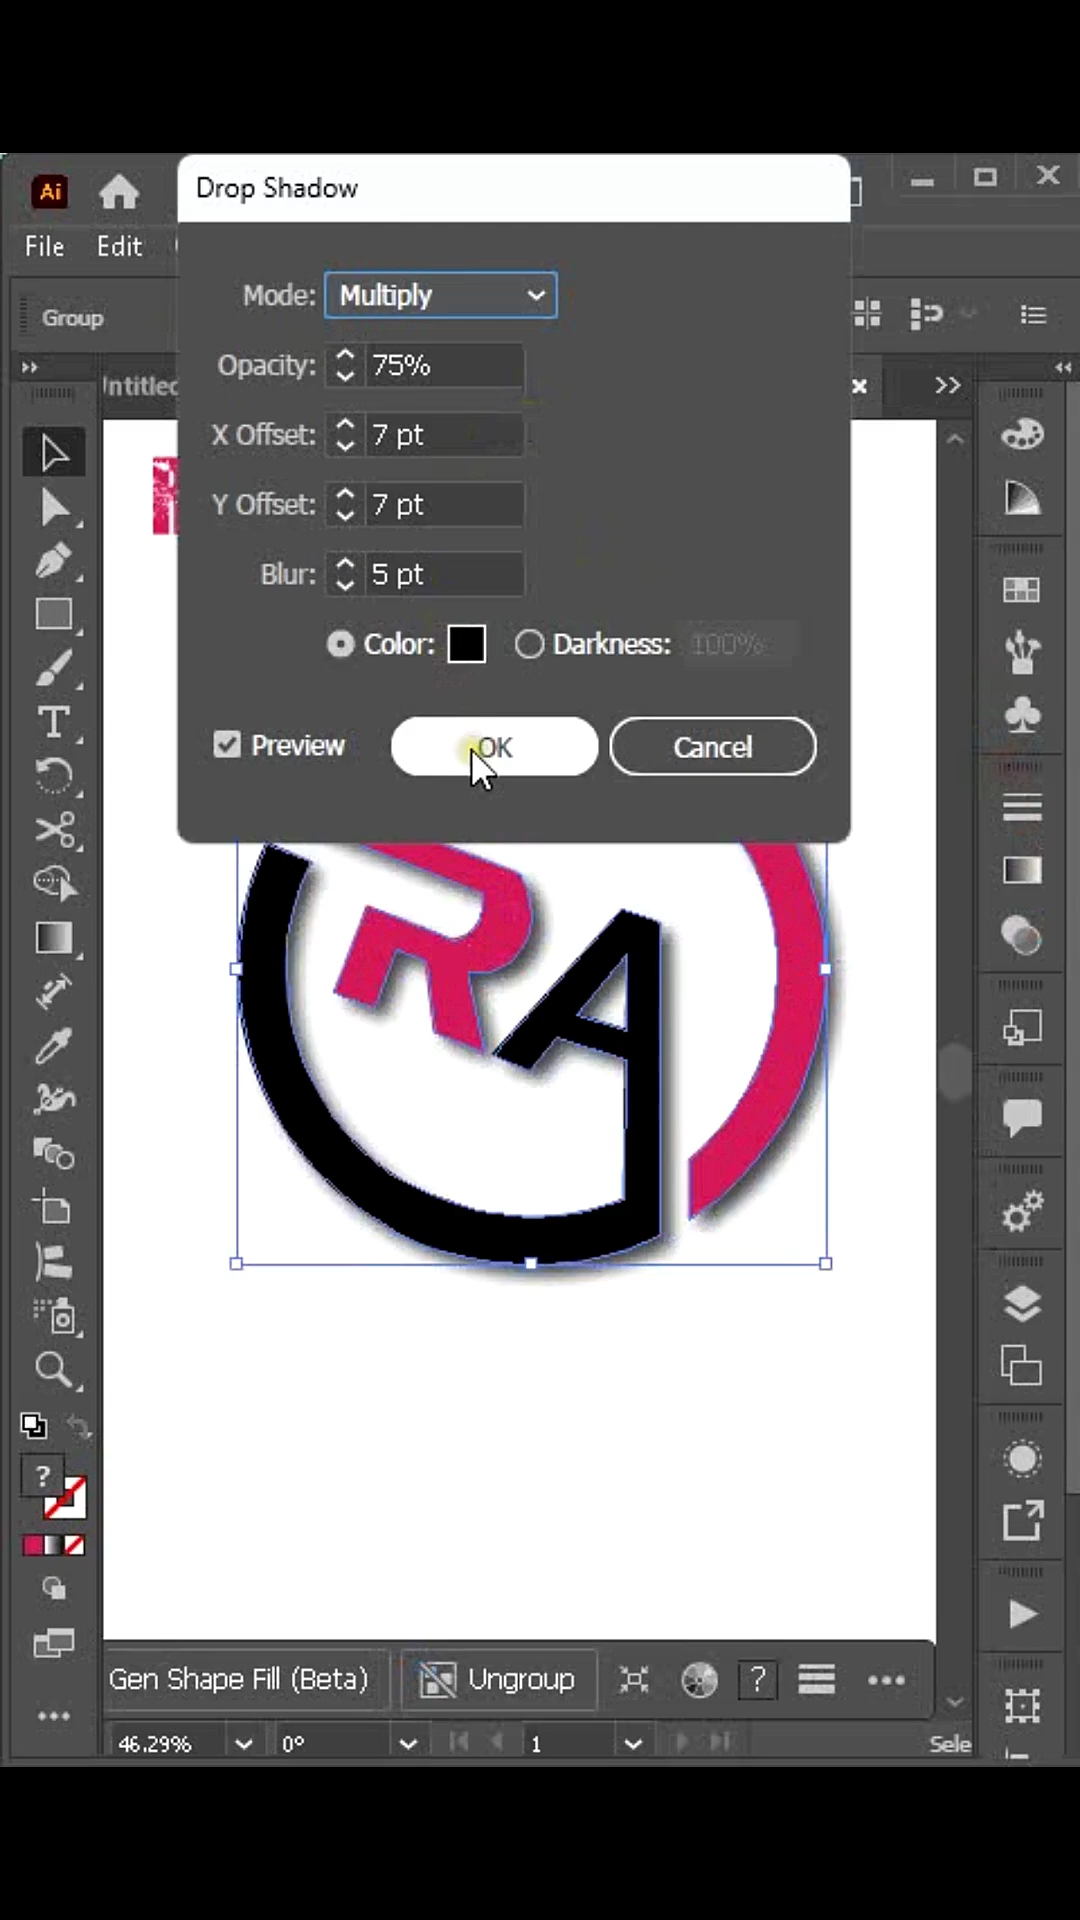 Ai
Drop Shadow
File Edit
Mode: Multiply
Group
Opacity: 75%
Untitled
X Offset: 7 pt
Y Offset: 7 pt
Blur: 5 pt
Color: Darkness: 100%
Preview OK Cancel
RA
?
Gen Shape Fill (Beta) Ungroup ?
46.29% 0° 1 Sele